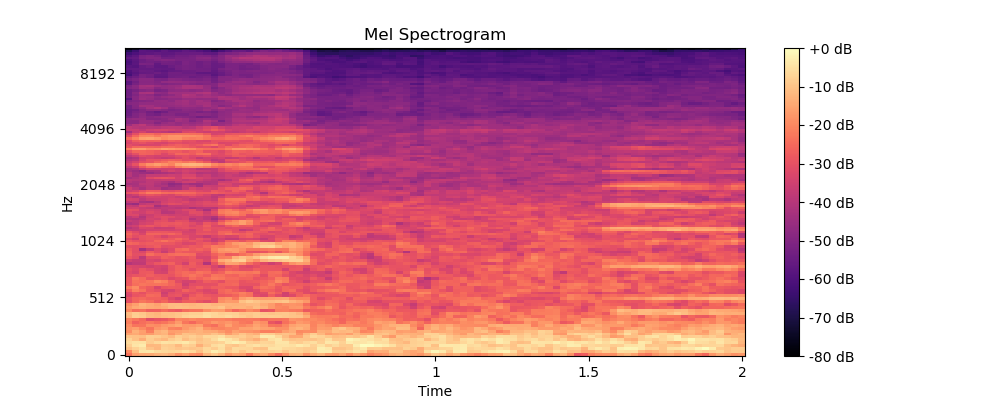 Mel Spectrogram
Hz
8192
4096
2048
1024
512
0
0
0.5
1
1.5
2
Time
+0 dB
-10 dB
-20 dB
-30 dB
-40 dB
-50 dB
-60 dB
-70 dB
-80 dB